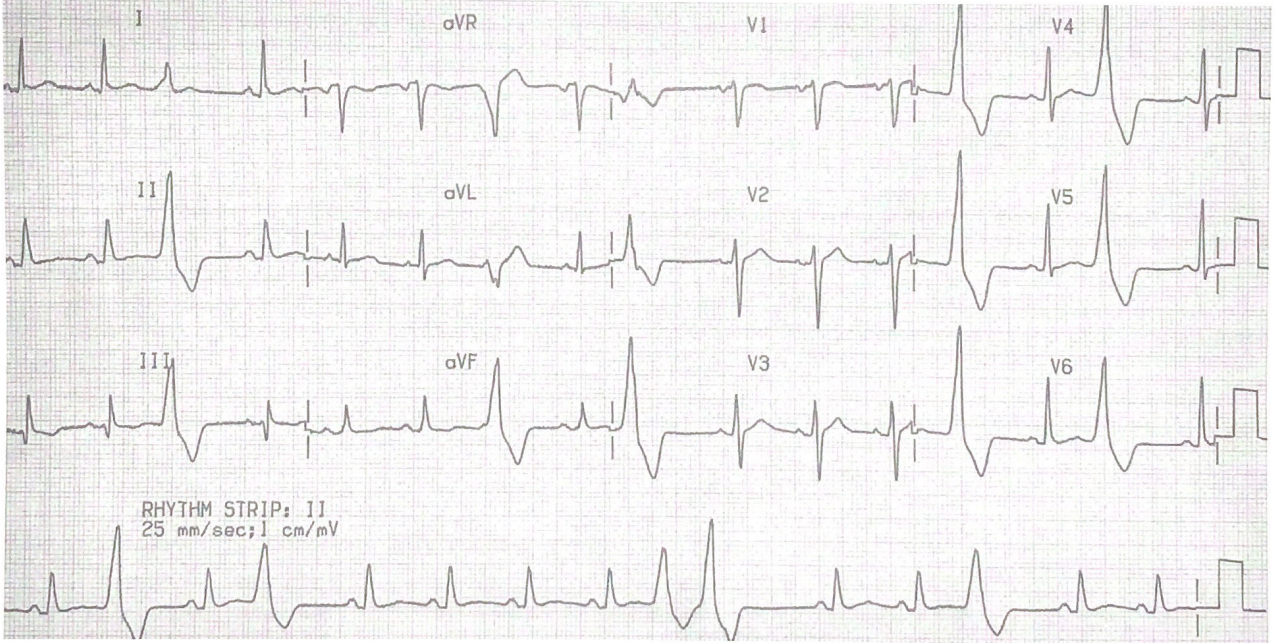 I aVR V1 V4
II aVL V2 V5
III aVF V3 V6
RHYTHM STRIP: II
25 mm/sec;1 cm/mV